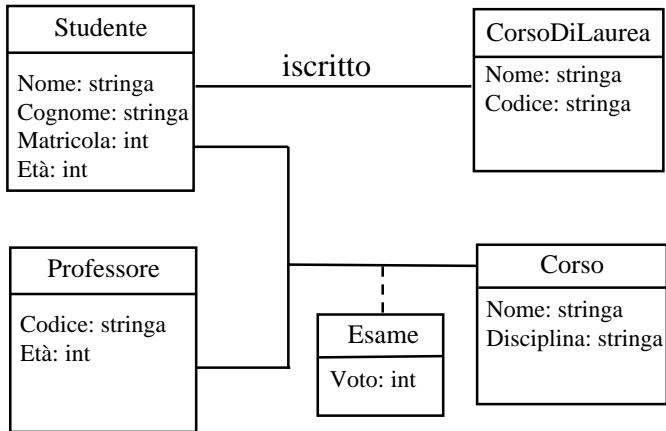 Studente
Nome: stringa
Cognome: stringa
Matricola: int
Età: int
iscritto
CorsoDiLaurea
Nome: stringa
Codice: stringa
Professore
Codice: stringa
Età: int
Esame
Voto: int
Corso
Nome: stringa
Disciplina: stringa